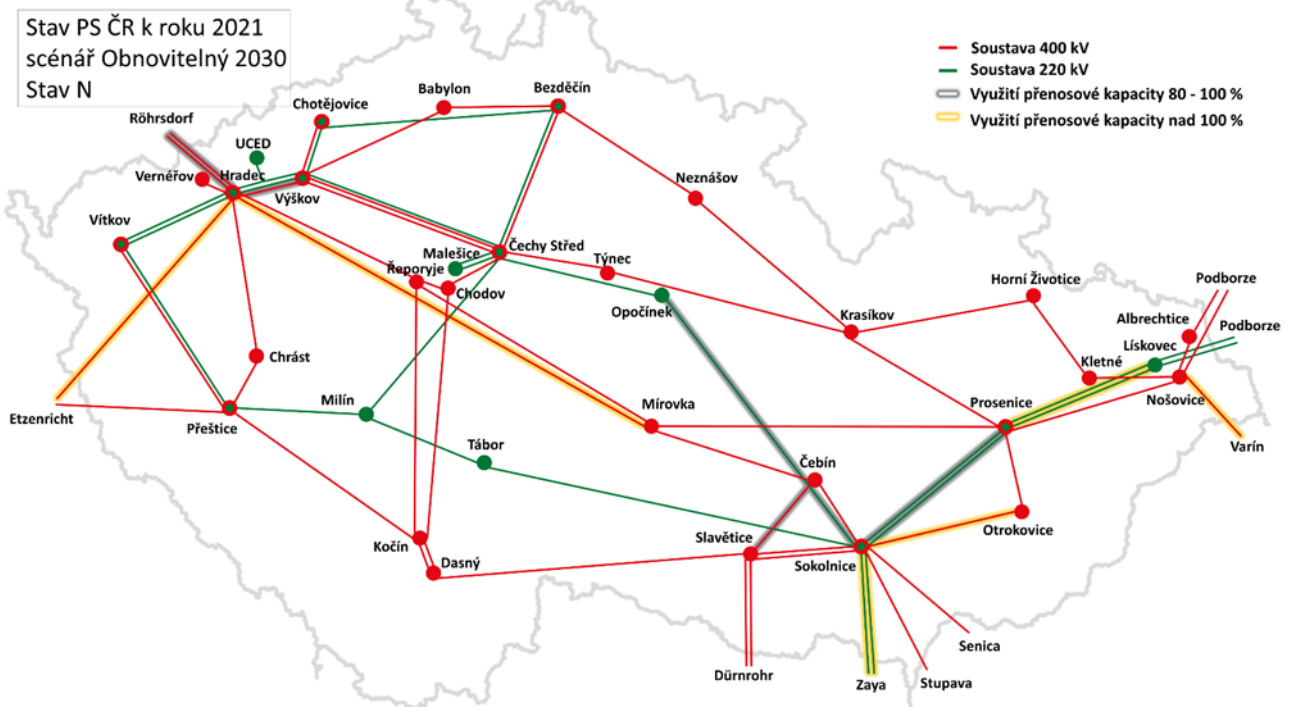 Stav PS ČR k roku 2021
scénář Obnovitelný 2030
Stav N
Soustava 400 kV
Soustava 220 kV
Využití přenosové kapacity 80 - 100 %
Využití přenosové kapacity nad 100 %
Babylon
Bezděčín
Chotějovice
Röhrsdorf
UCED
Vernéřov
Hradec
Výškov
Neznášov
Vítkov
Malešice
Čechy Střed
Řeporyje
Týnec
Chodov
Opočínek
Horní Životice
Podborze
Krasíkov
Albrechtice
Podborze
Lískovec
Chrást
Kletné
Nošovice
Milín
Mírovka
Prosenice
Etzenricht
Přeštice
Varín
Tábor
Čebín
Otrokovice
Slavětice
Kočín
Dasný
Sokolnice
Senica
Dürnrohr
Zaya
Stupava